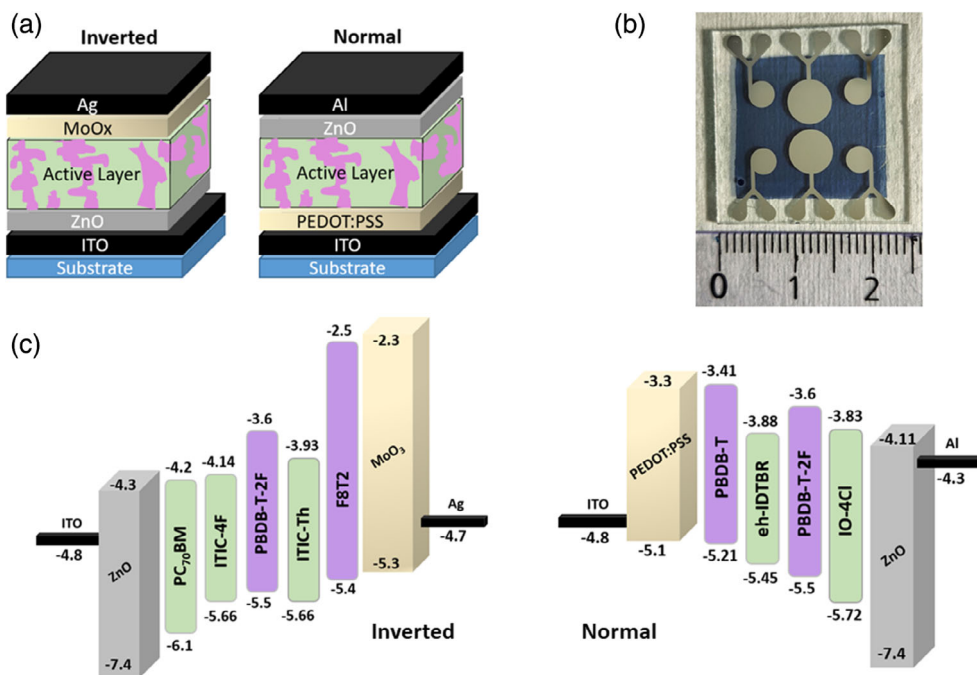 (a)
Inverted
Ag
MoOx
Active Layer
ZnO
ITO
Substrate
Normal
Al
ZnO
Active Layer
PEDOT:PSS
ITO
Substrate
(b)
0 1 2
(c)
ITO
-4.8
-4.3
ZnO
-7.4
-4.2
PC₇₀BM
-6.1
-4.14
ITIC-4F
-5.66
-3.6
PBDB-T-2F
-5.5
-3.93
ITIC-Th
-5.66
-2.5
F8T2
-5.4
-2.3
MoO₃
-5.3
Ag
-4.7
Inverted
ITO
-4.8
-3.3
PEDOT:PSS
-5.1
-3.41
PBDB-T
-5.21
-3.88
eh-IDTBR
-5.45
-3.6
PBDB-T-2F
-5.5
-3.83
IO-4Cl
-5.72
-4.11
ZnO
-7.4
Al
-4.3
Normal